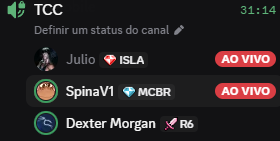 TCC 31:14
Definir um status do canal
Julio ISLA AO VIVO
SpinaV1 MCBR AO VIVO
Dexter Morgan R6